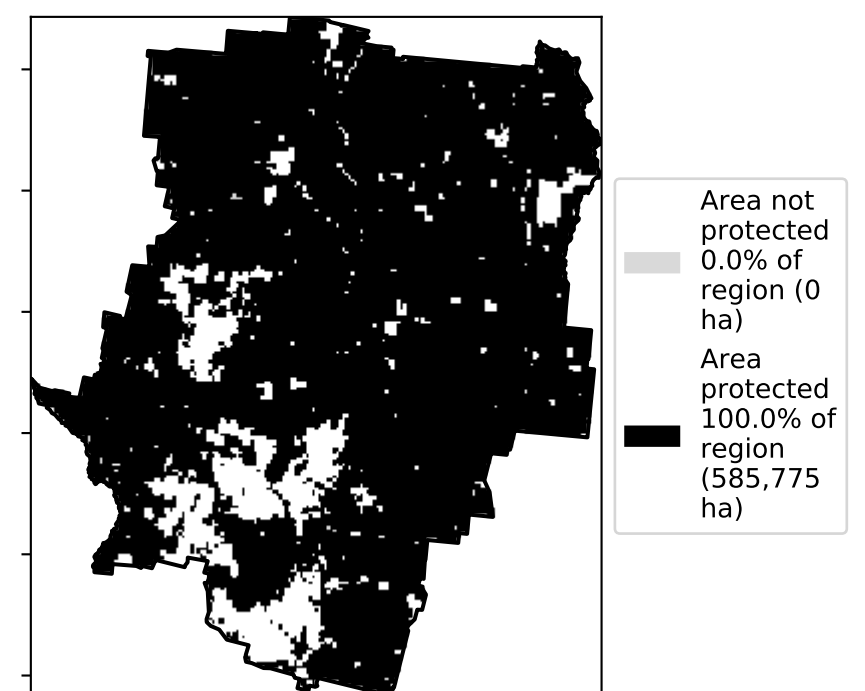 Area not
protected
0.0% of
region (0
ha)
Area
protected
100.0% of
region
(585,775
ha)